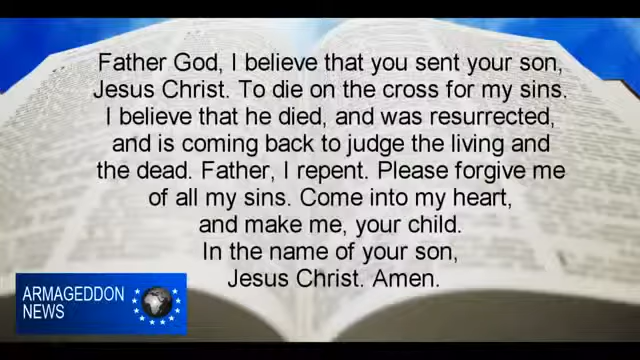 Father God, I believe that you sent your son,
Jesus Christ. To die on the cross for my sins.
I believe that he died, and was resurrected,
and is coming back to judge the living and
the dead. Father, I repent. Please forgive me
of all my sins. Come into my heart,
and make me, your child.
In the name of your son,
Jesus Christ. Amen.
ARMAGEDDON
NEWS